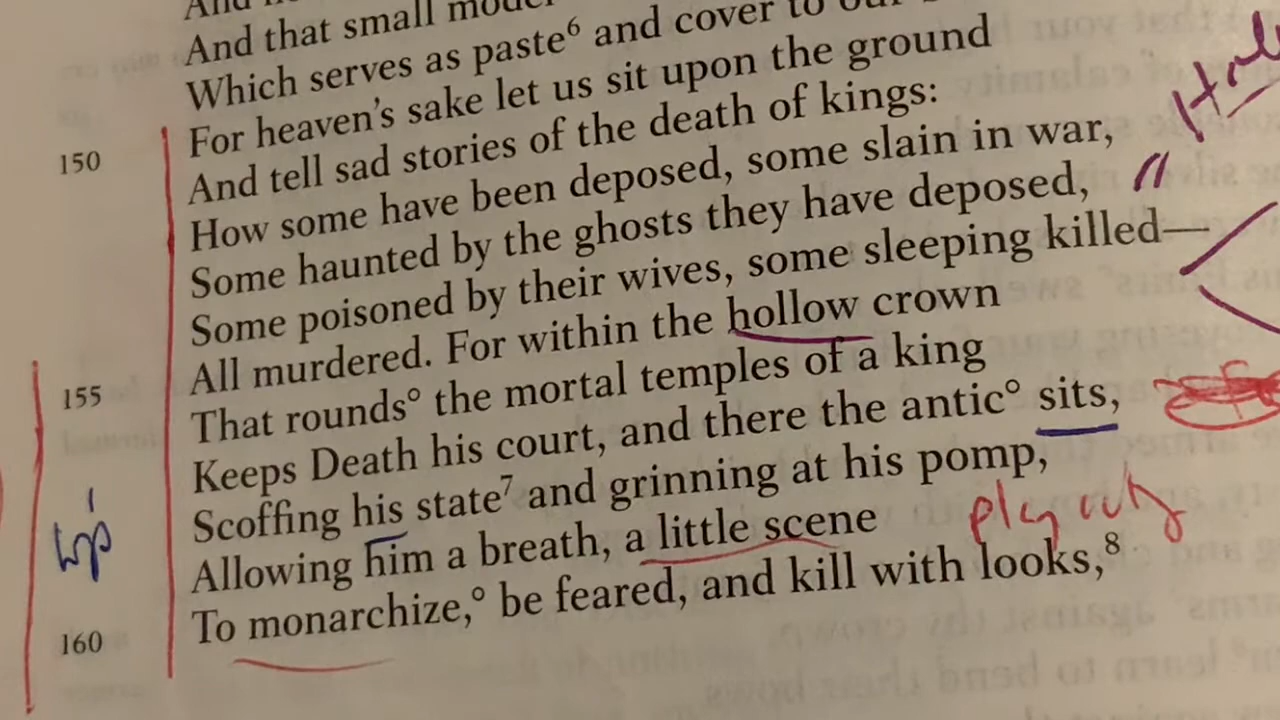 And that small
Which serves as paste⁶ and cover to
For heaven's sake let us sit upon the ground
150 And tell sad stories of the death of kings:
How some have been deposed, some slain in war,
Some haunted by the ghosts they have deposed,
Some poisoned by their wives, some sleeping killed—
All murdered. For within the hollow crown
155 That rounds° the mortal temples of a king
Keeps Death his court, and there the antic° sits,
Scoffing his state⁷ and grinning at his pomp,
Allowing him a breath, a little scene
160 To monarchize,° be feared, and kill with looks,⁸